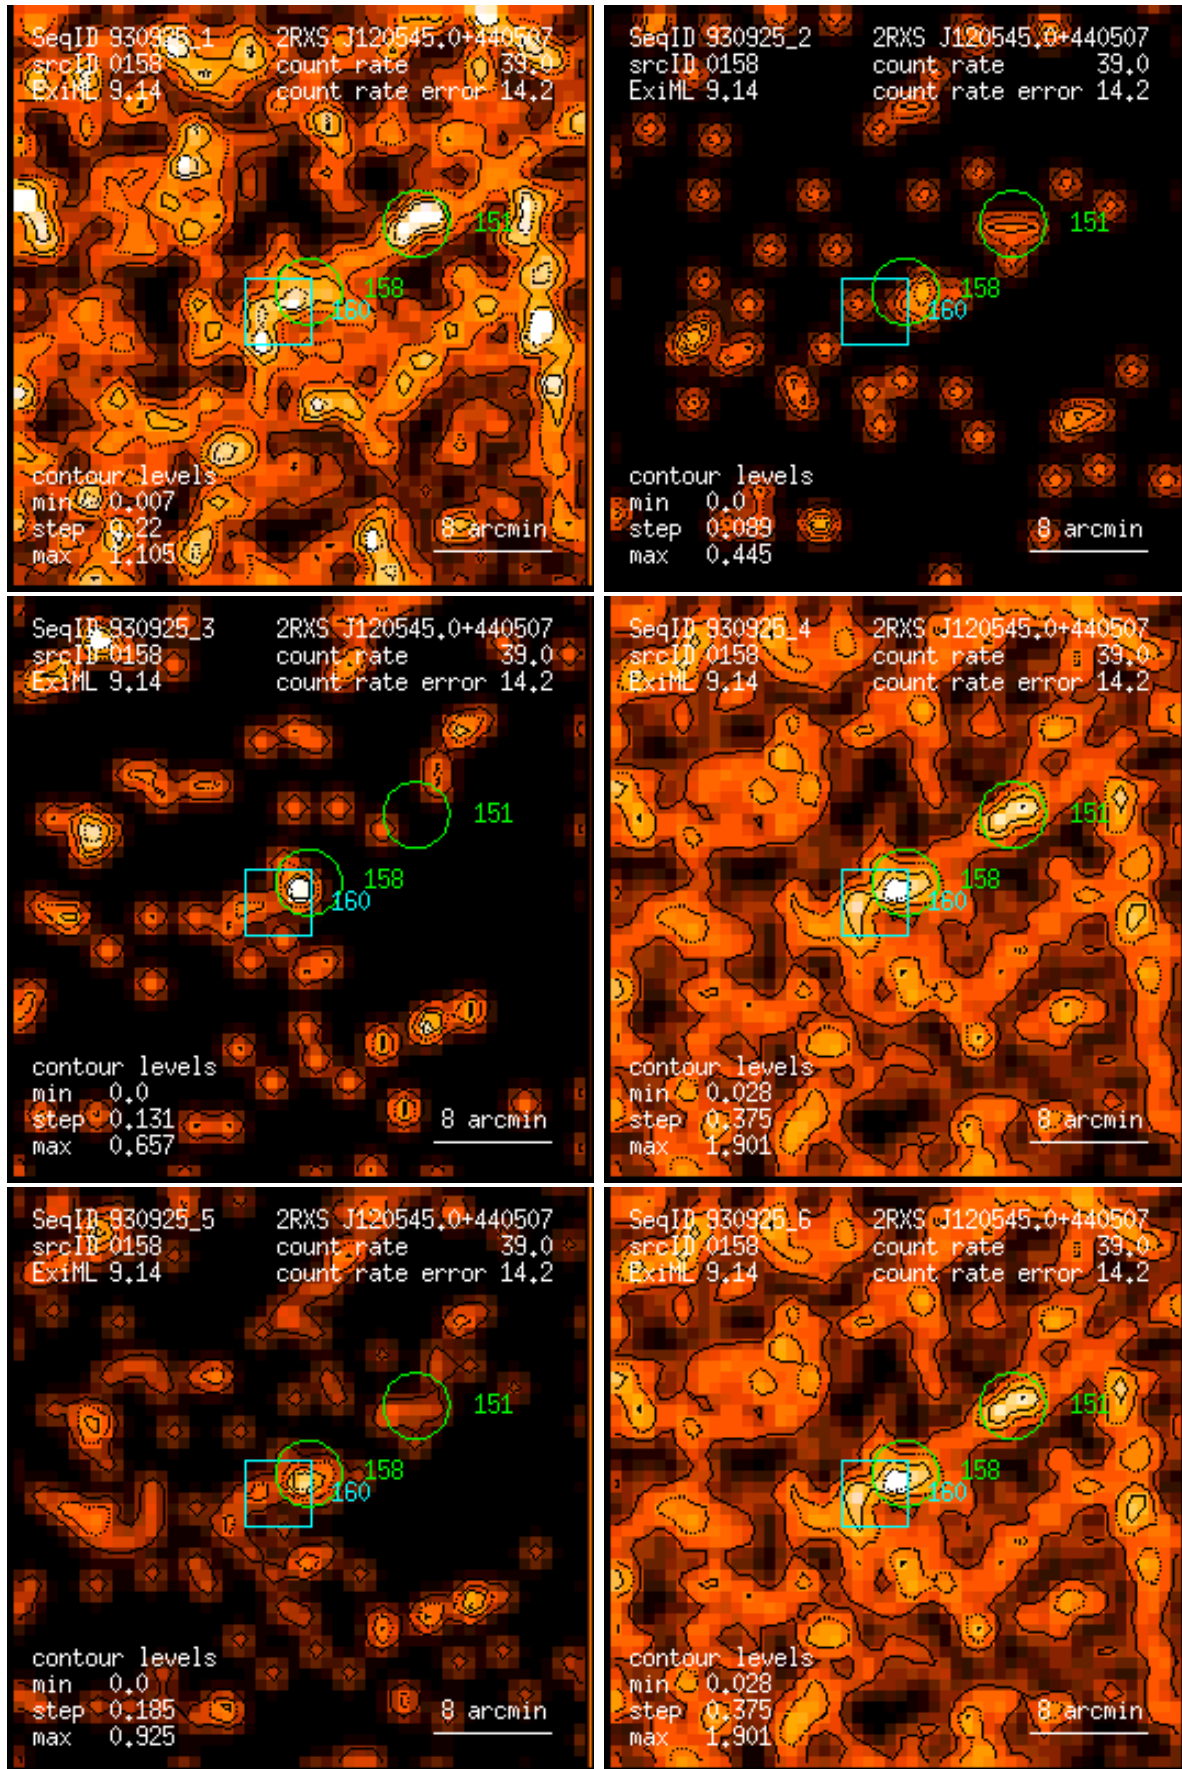 SeqID 930925_1 2RXS J120545.0+440507
srcID 0158 count rate 39.0
ExiML 9.14 count rate error 14.2
151
158
160
contour levels
min 0.007
step 0.22
max 1.105
8 arcmin
SeqID 930925_2 2RXS J120545.0+440507
srcID 0158 count rate 39.0
ExiML 9.14 count rate error 14.2
151
158
160
contour levels
min 0.0
step 0.089
max 0.445
8 arcmin
SeqID 930925_3 2RXS J120545.0+440507
srcID 0158 count rate 39.0
ExiML 9.14 count rate error 14.2
151
158
160
contour levels
min 0.0
step 0.131
max 0.657
8 arcmin
SeqID 930925_4 2RXS J120545.0+440507
srcID 0158 count rate 39.0
ExiML 9.14 count rate error 14.2
151
158
160
contour levels
min 0.028
step 0.375
max 1.901
8 arcmin
SeqID 930925_5 2RXS J120545.0+440507
srcID 0158 count rate 39.0
ExiML 9.14 count rate error 14.2
151
158
160
contour levels
min 0.0
step 0.185
max 0.925
8 arcmin
SeqID 930925_6 2RXS J120545.0+440507
srcID 0158 count rate 39.0
ExiML 9.14 count rate error 14.2
151
158
160
contour levels
min 0.028
step 0.375
max 1.901
8 arcmin